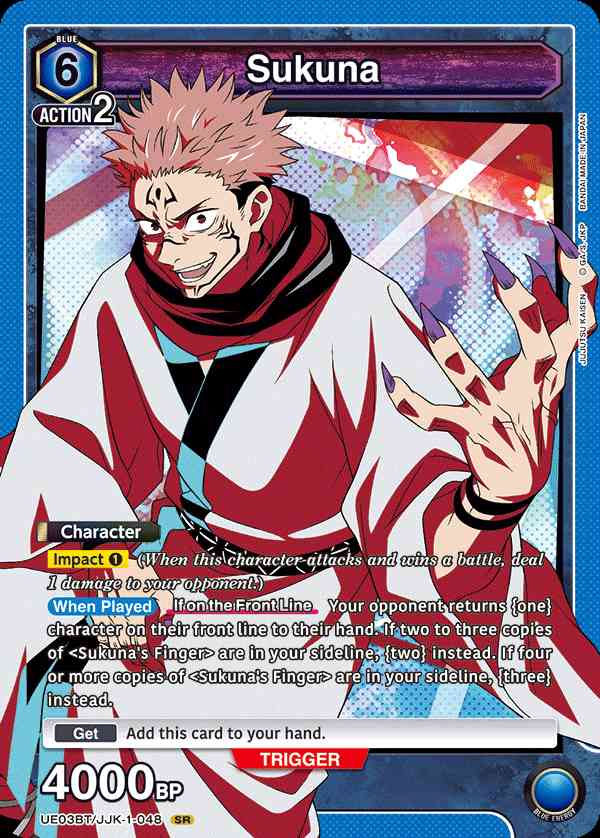 BLUE
6
Sukuna
ACTION 2
JUJUTSU KAISEN © GA/S,JKP BANDAI MADE IN JAPAN
Character
Impact 1 (When this character attacks and wins a battle, deal
1 damage to your opponent.)
When Played If on the Front Line Your opponent returns {one}
character on their front line to their hand. If two to three copies
of <Sukuna's Finger> are in your sideline, {two} instead. If four
or more copies of <Sukuna's Finger> are in your sideline, {three}
instead.
Get Add this card to your hand.
TRIGGER
4000BP
UE03BT/JJK-1-048 SR
BLUE ENERGY